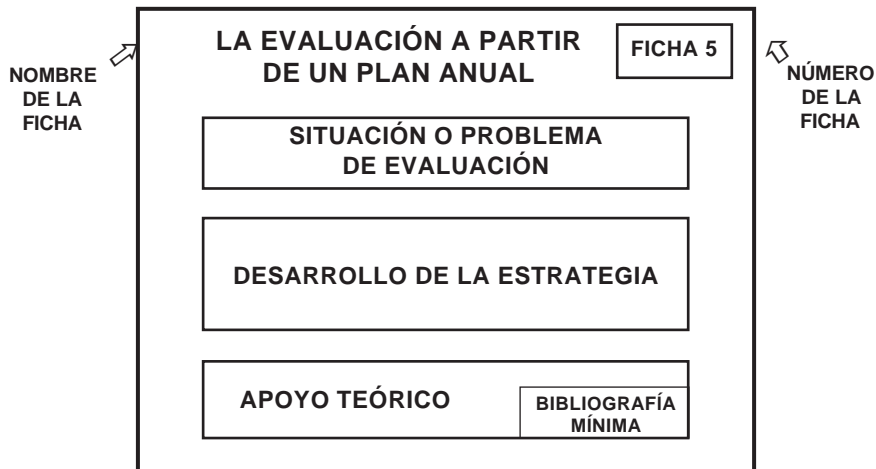 LA EVALUACIÓN A PARTIR
DE UN PLAN ANUAL
FICHA 5
NOMBRE
DE LA
FICHA
NÚMERO
DE LA
FICHA
SITUACIÓN O PROBLEMA
DE EVALUACIÓN
DESARROLLO DE LA ESTRATEGIA
APOYO TEÓRICO
BIBLIOGRAFÍA
MÍNIMA